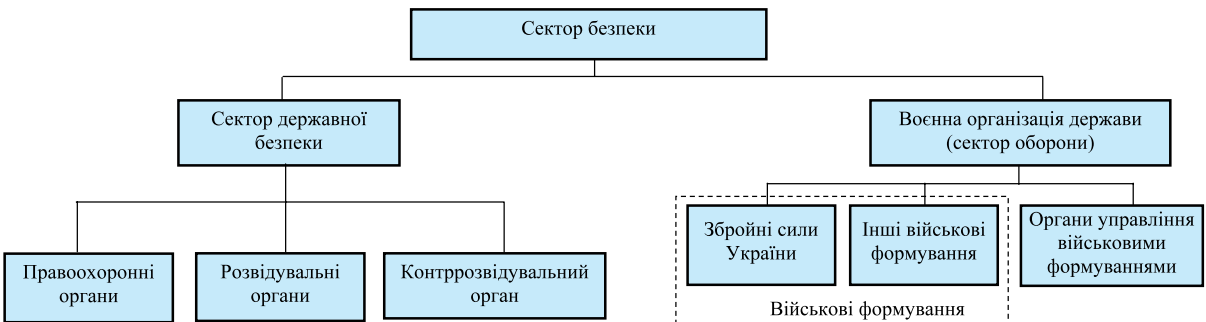 Сектор безпеки
Сектор державної
безпеки
Воєнна організація держави
(сектор оборони)
Правоохоронні
органи
Розвідувальні
органи
Контррозвідувальний
орган
Збройні сили
України
Інші військові
формування
Органи управління
військовими
формуваннями
Військові формування